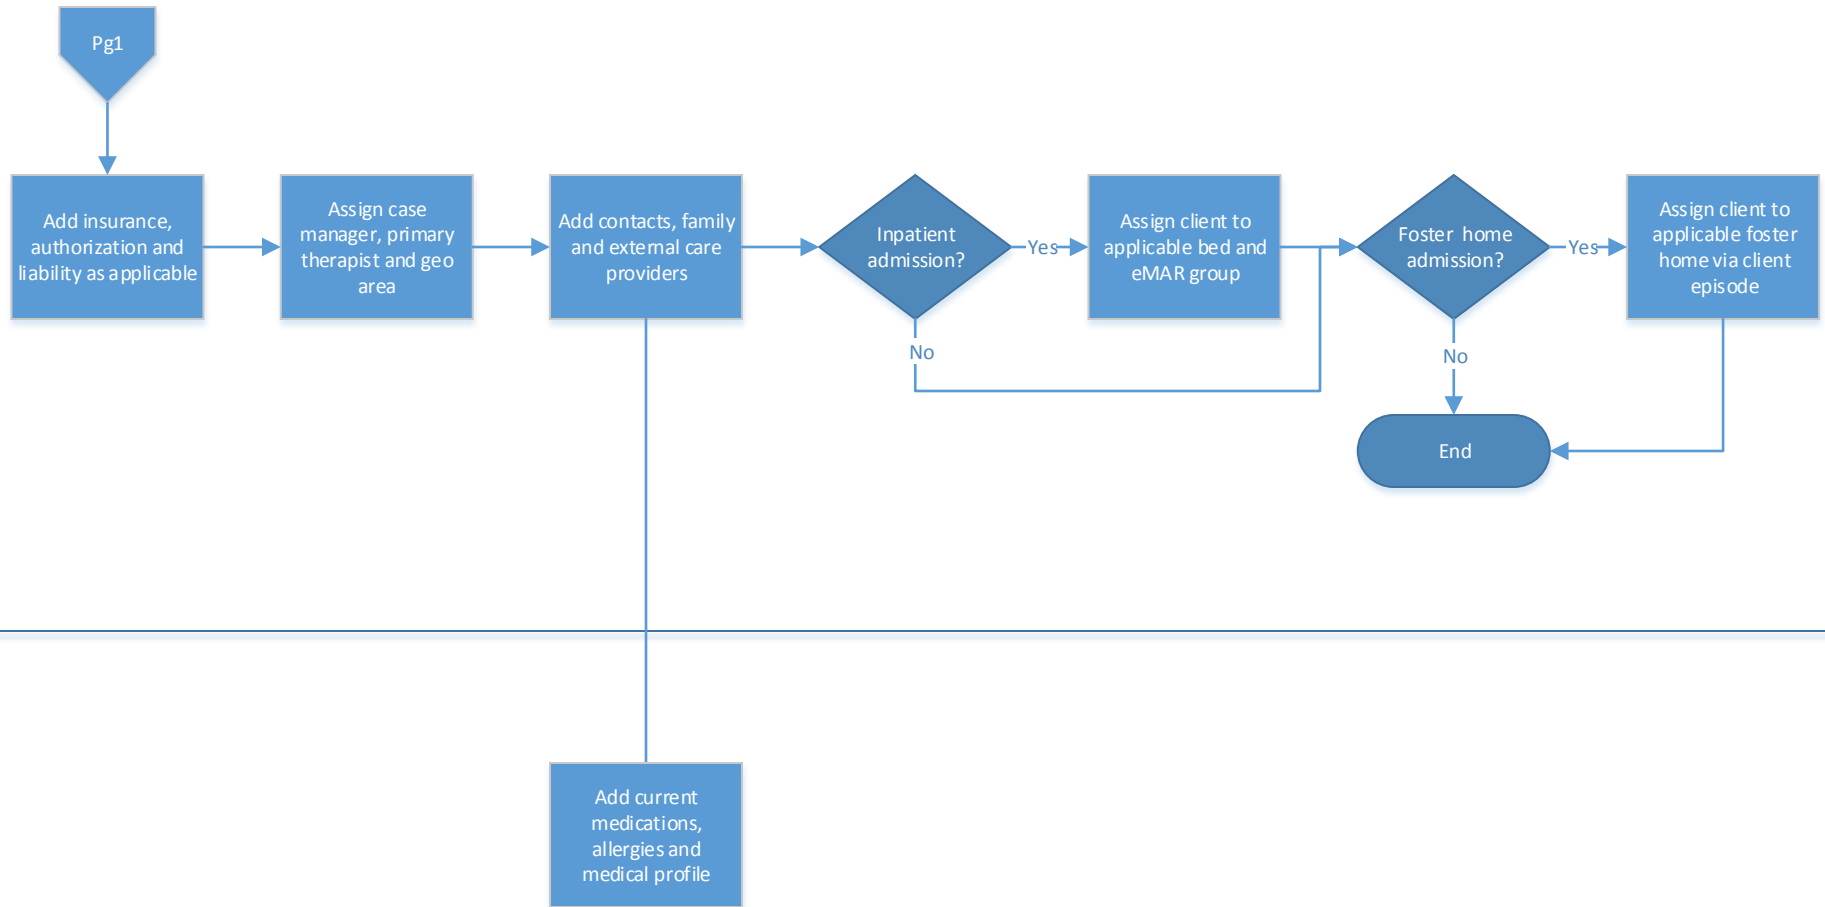 Pg1
Add insurance,
authorization and
liability as applicable
Assign case
manager, primary
therapist and geo
area
Add contacts, family
and external care
providers
Inpatient
admission?
Yes
No
Assign client to
applicable bed and
eMAR group
Foster home
admission?
Yes
No
Assign client to
applicable foster
home via client
episode
End
Add current
medications,
allergies and
medical profile